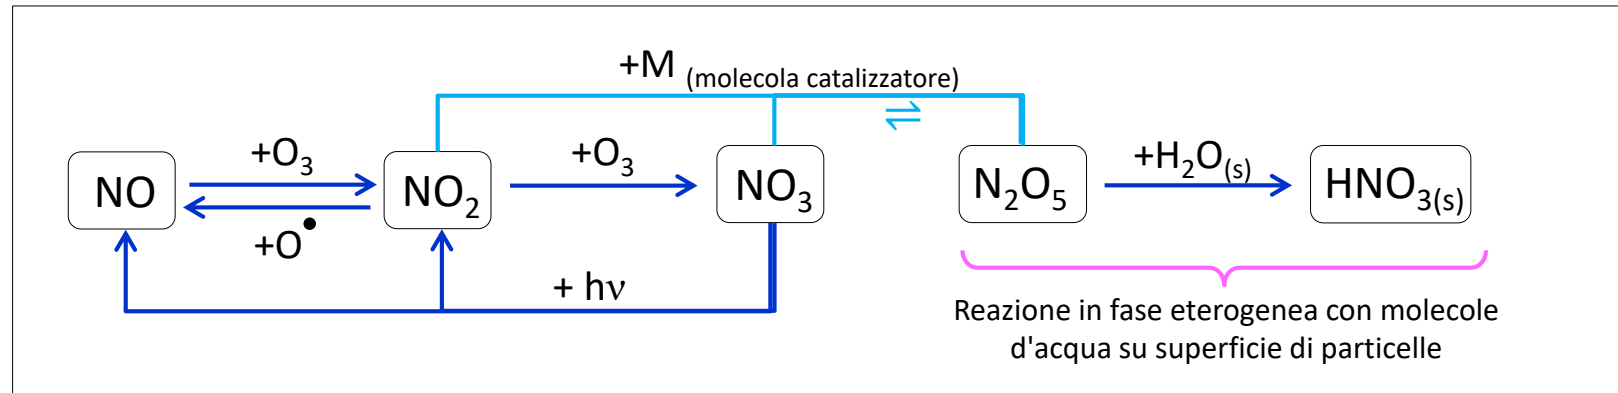 +M (molecola catalizzatore)
⇌
+O₃
+O₃
+H₂O(s)
NO
NO₂
NO₃
N₂O₅
HNO₃(s)
+O•
+ hν
Reazione in fase eterogenea con molecole
d'acqua su superficie di particelle